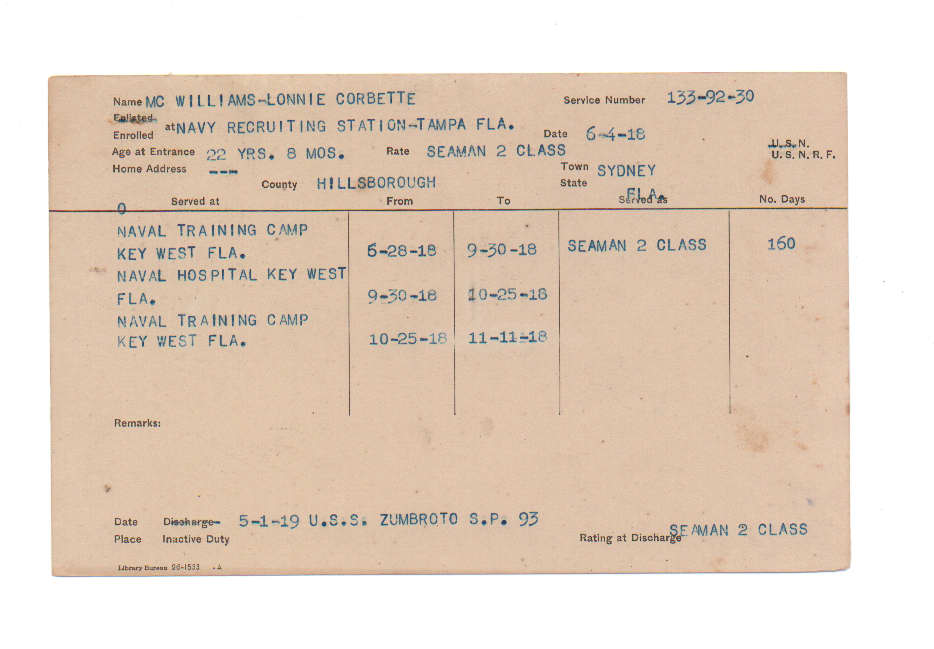 Name MC WILLIAMS-LONNIE CORBETTE Service Number 133-92-30
Enlisted
Enrolled at NAVY RECRUITING STATION-TAMPA FLA. Date 6-4-18
U.S.N.
Age at Entrance 22 YRS. 8 MOS. Rate SEAMAN 2 CLASS U.S.N.R.F.
Home Address --- Town SYDNEY
County HILLSBOROUGH State FLA.
0 Served at From To Served as No. Days
NAVAL TRAINING CAMP
KEY WEST FLA. 6-28-18 9-30-18 SEAMAN 2 CLASS 160
NAVAL HOSPITAL KEY WEST
FLA. 9-30-18 10-25-18
NAVAL TRAINING CAMP
KEY WEST FLA. 10-25-18 11-11-18
Remarks:
Date Discharge 5-1-19 U.S.S. ZUMBROTO S.P. 93
Place Inactive Duty Rating at Discharge SEAMAN 2 CLASS
Library Bureau 26-1533 .A